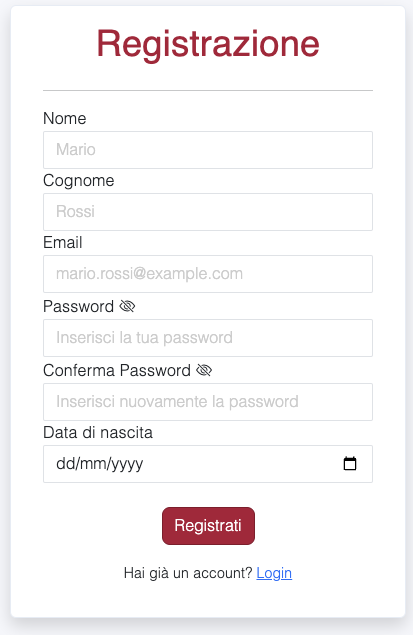 Registrazione
Nome
Mario
Cognome
Rossi
Email
mario.rossi@example.com
Password
Inserisci la tua password
Conferma Password
Inserisci nuovamente la password
Data di nascita
dd/mm/yyyy
Registrati
Hai già un account? Login